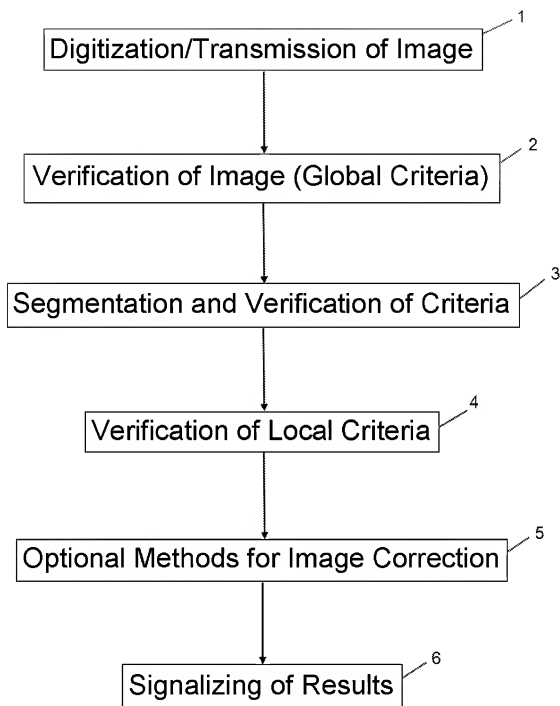 1
Digitization/Transmission of Image
2
Verification of Image (Global Criteria)
3
Segmentation and Verification of Criteria
4
Verification of Local Criteria
5
Optional Methods for Image Correction
6
Signalizing of Results